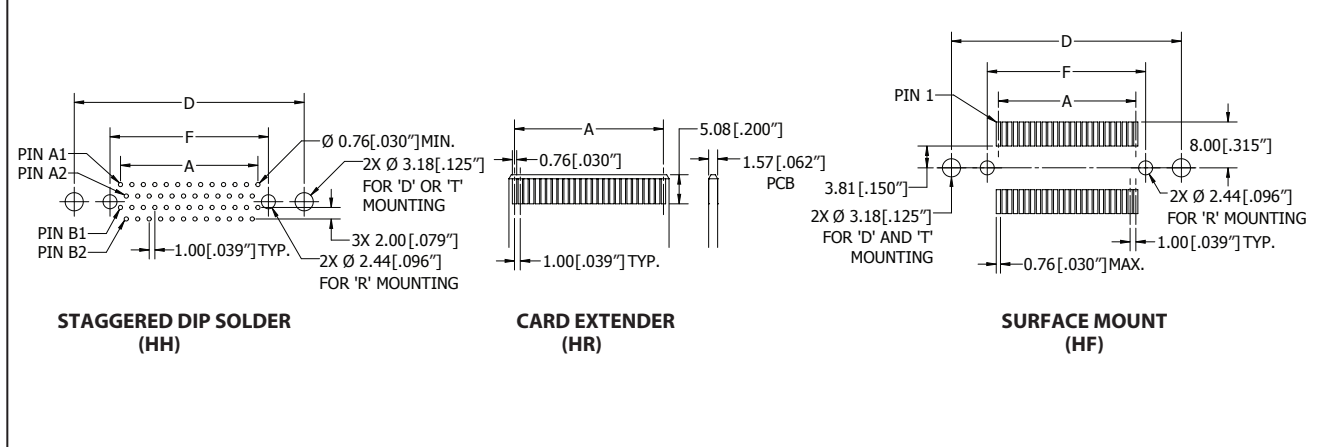 D
F
A
PIN A1
PIN A2
PIN B1
PIN B2
Ø 0.76[.030"]MIN.
2X Ø 3.18[.125"]
FOR 'D' OR 'T'
MOUNTING
3X 2.00[.079"]
1.00[.039"]TYP.
2X Ø 2.44[.096"]
FOR 'R' MOUNTING
STAGGERED DIP SOLDER
(HH)
A
5.08[.200"]
0.76[.030"]
1.57[.062"]
PCB
1.00[.039"]TYP.
CARD EXTENDER
(HR)
D
F
PIN 1
A
8.00[.315"]
3.81[.150"]
2X Ø 3.18[.125"]
FOR 'D' AND 'T'
MOUNTING
2X Ø 2.44[.096"]
FOR 'R' MOUNTING
1.00[.039"]TYP.
0.76[.030"]MAX.
SURFACE MOUNT
(HF)